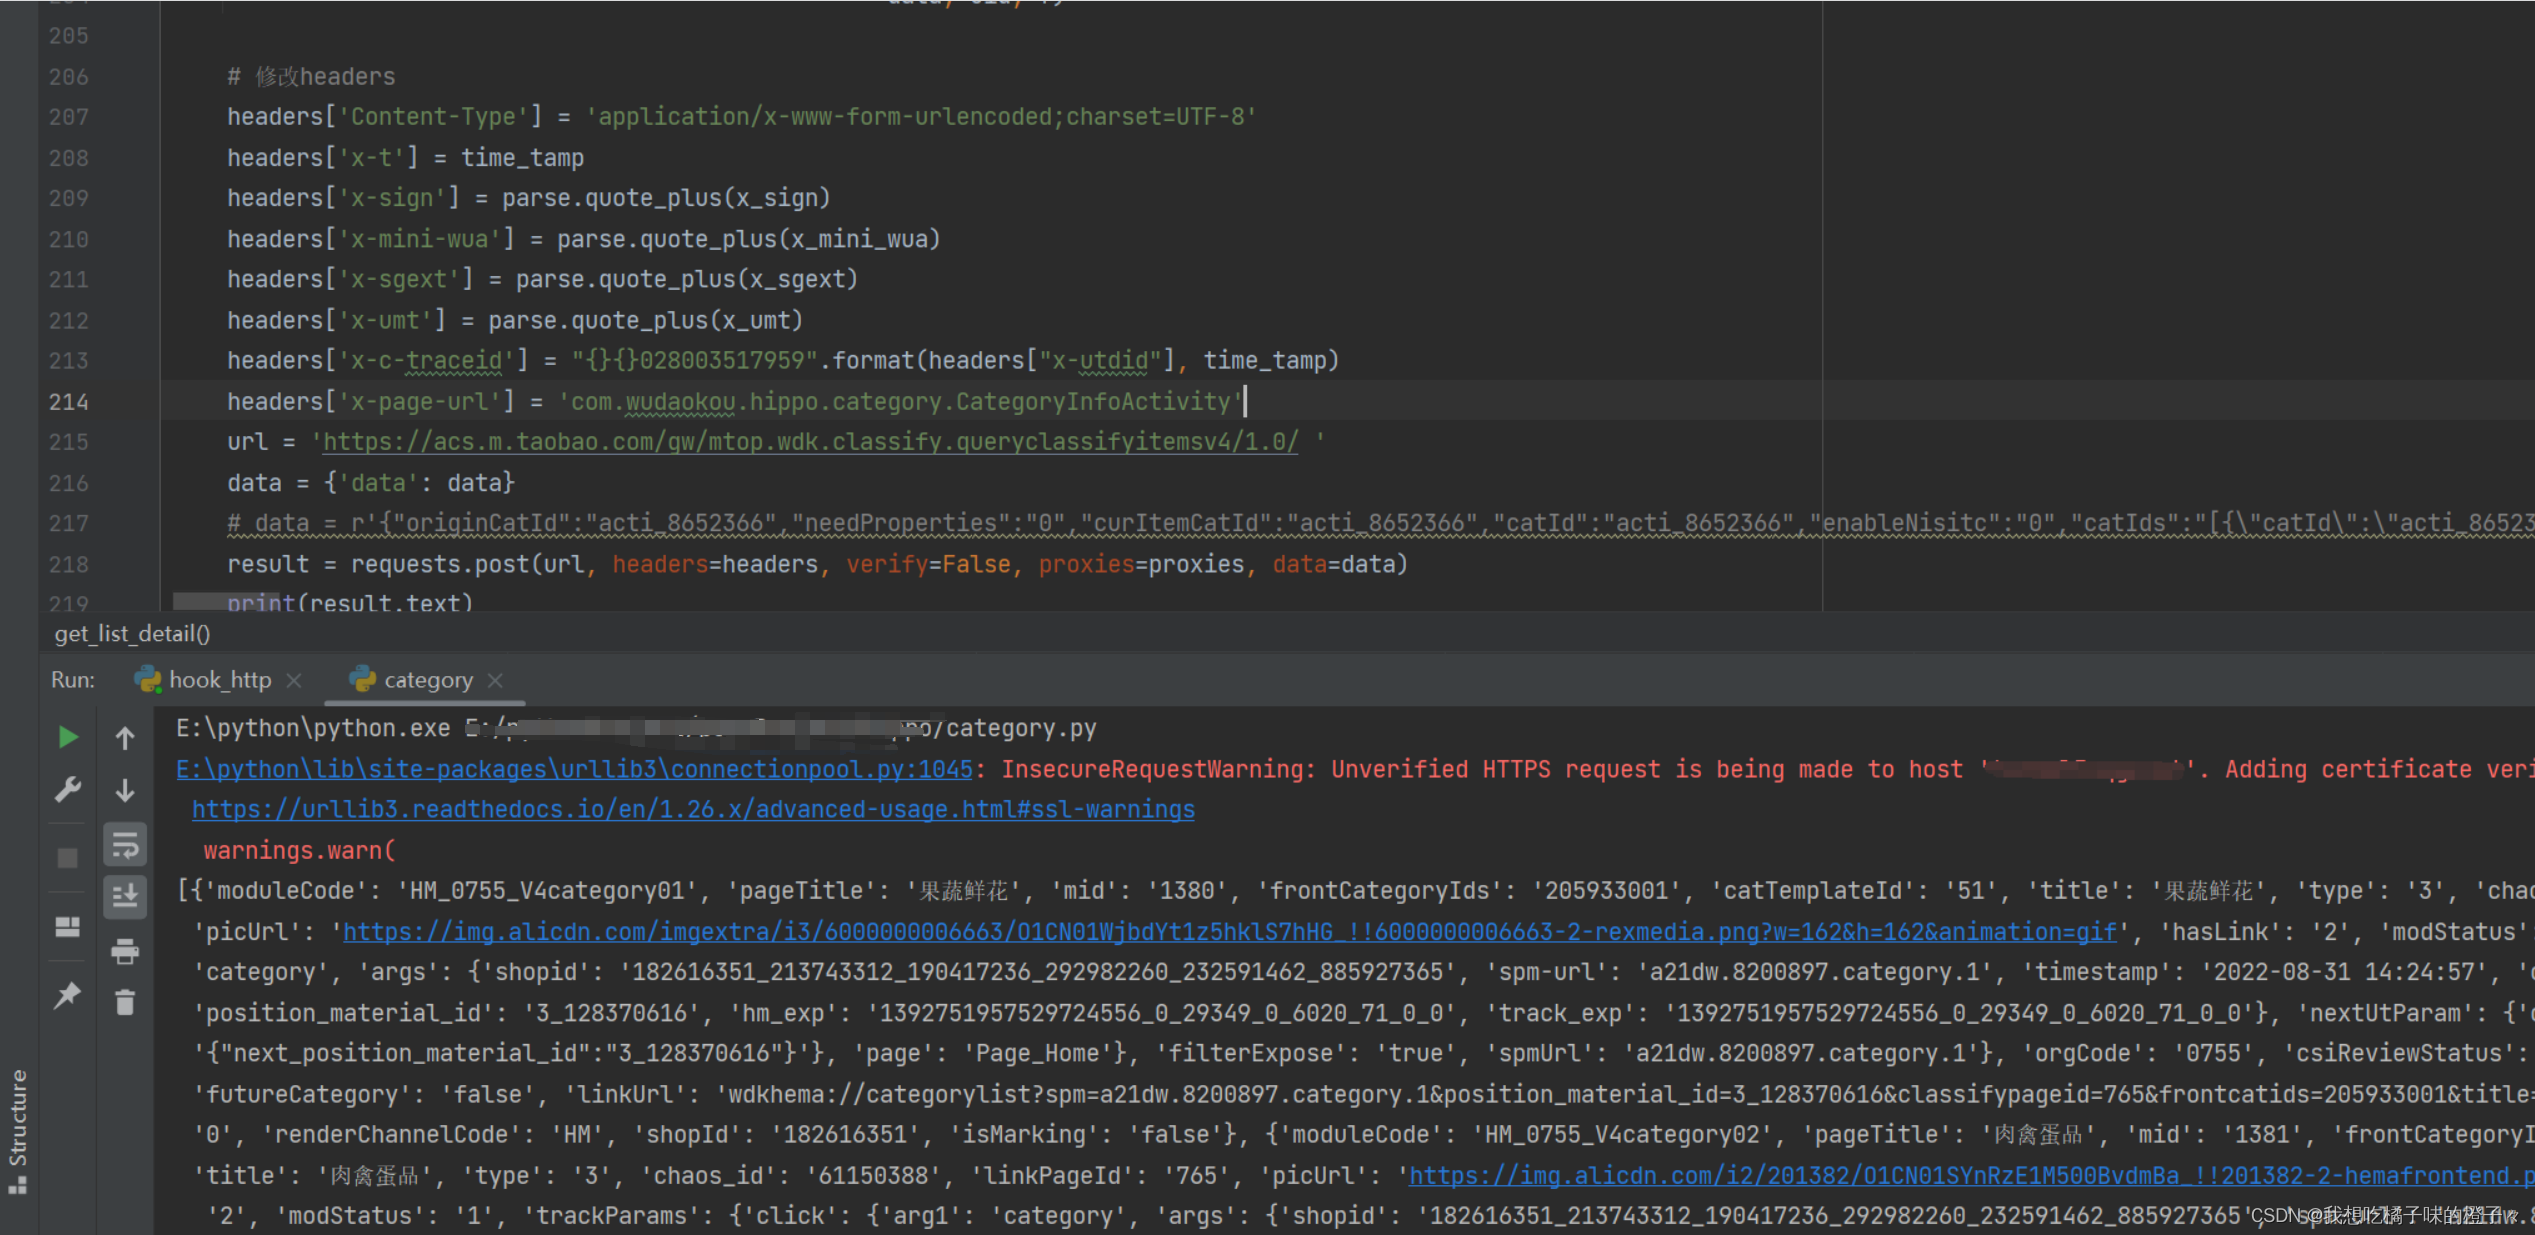 205
206 # 修改headers
207 headers['Content-Type'] = 'application/x-www-form-urlencoded;charset=UTF-8'
208 headers['x-t'] = time_tamp
209 headers['x-sign'] = parse.quote_plus(x_sign)
210 headers['x-mini-wua'] = parse.quote_plus(x_mini_wua)
211 headers['x-sgext'] = parse.quote_plus(x_sgext)
212 headers['x-umt'] = parse.quote_plus(x_umt)
213 headers['x-c-traceid'] = "{}{}028003517959".format(headers["x-utdid"], time_tamp)
214 headers['x-page-url'] = 'com.wudaokou.hippo.category.CategoryInfoActivity'
215 url = 'https://acs.m.taobao.com/gw/mtop.wdk.classify.queryclassifyitemsv4/1.0/ '
216 data = {'data': data}
217 # data = r'{"originCatId":"acti_8652366","needProperties":"0","curItemCatId":"acti_8652366","catId":"acti_8652366","enableNisitc":"0","catIds":"[{\"catId\":\"acti_86523
218 result = requests.post(url, headers=headers, verify=False, proxies=proxies, data=data)
219 print(result.text)
get_list_detail()
Run: hook_http category
E:\python\python.exe E:/p po/category.py
E:\python\lib\site-packages\urllib3\connectionpool.py:1045: InsecureRequestWarning: Unverified HTTPS request is being made to host ' '. Adding certificate veri
https://urllib3.readthedocs.io/en/1.26.x/advanced-usage.html#ssl-warnings
warnings.warn(
[{'moduleCode': 'HM_0755_V4category01', 'pageTitle': '果蔬鲜花', 'mid': '1380', 'frontCategoryIds': '205933001', 'catTemplateId': '51', 'title': '果蔬鲜花', 'type': '3', 'chao
'picUrl': 'https://img.alicdn.com/imgextra/i3/6000000006663/O1CN01WjbdYt1z5hklS7hHG_!!6000000006663-2-rexmedia.png?w=162&h=162&animation=gif', 'hasLink': '2', 'modStatus'
'category', 'args': {'shopid': '182616351_213743312_190417236_292982260_232591462_885927365', 'spm-url': 'a21dw.8200897.category.1', 'timestamp': '2022-08-31 14:24:57', '
'position_material_id': '3_128370616', 'hm_exp': '1392751957529724556_0_29349_0_6020_71_0_0', 'track_exp': '1392751957529724556_0_29349_0_6020_71_0_0'}, 'nextUtParam': {'
'{"next_position_material_id":"3_128370616"}'}, 'page': 'Page_Home'}, 'filterExpose': 'true', 'spmUrl': 'a21dw.8200897.category.1'}, 'orgCode': '0755', 'csiReviewStatus':
'futureCategory': 'false', 'linkUrl': 'wdkhema://categorylist?spm=a21dw.8200897.category.1&position_material_id=3_128370616&classifypageid=765&frontcatids=205933001&title=
'0', 'renderChannelCode': 'HM', 'shopId': '182616351', 'isMarking': 'false'}, {'moduleCode': 'HM_0755_V4category02', 'pageTitle': '肉禽蛋品', 'mid': '1381', 'frontCategoryI
'title': '肉禽蛋品', 'type': '3', 'chaos_id': '61150388', 'linkPageId': '765', 'picUrl': 'https://img.alicdn.com/i2/201382/O1CN01SYnRzE1M500BvdmBa_!!201382-2-hemafrontend.p
'2', 'modStatus': '1', 'trackParams': {'click': {'arg1': 'category', 'args': {'shopid': '182616351_213743312_190417236_292982260_232591462_885927365',
CSDN @我想吃橘子味的橙子
Structure